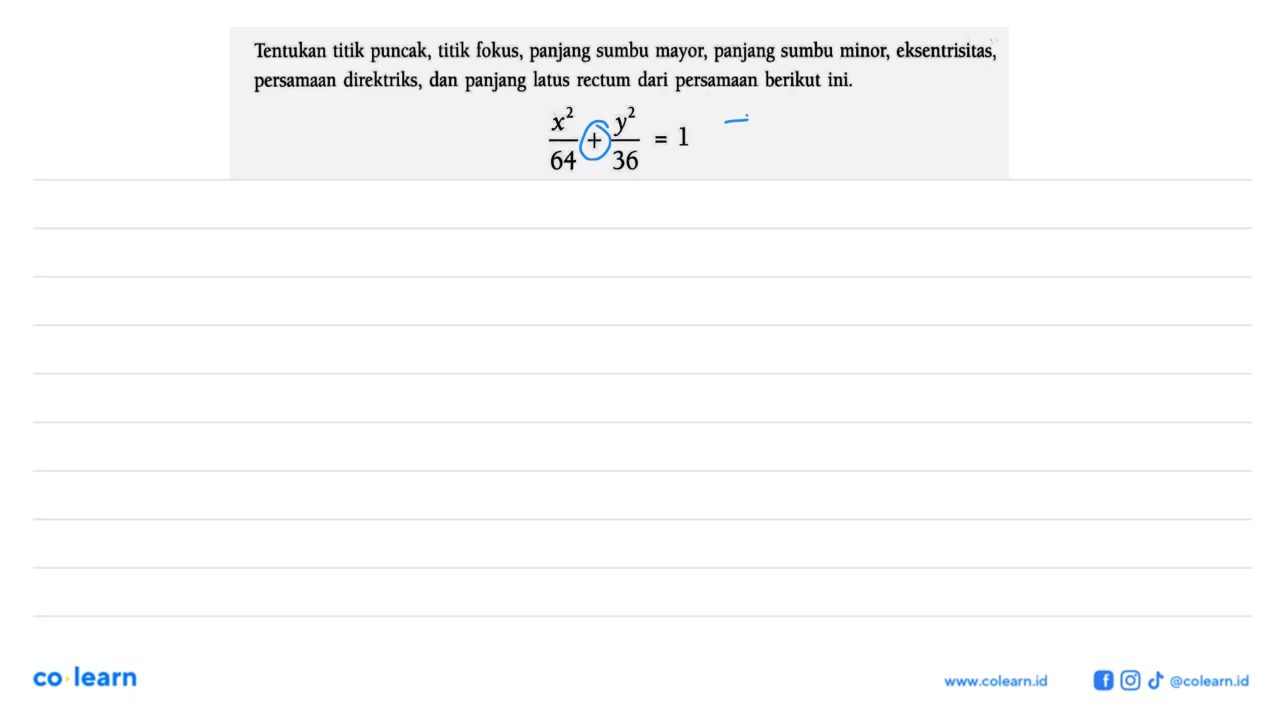 Tentukan titik puncak, titik fokus, panjang sumbu mayor, panjang sumbu minor, eksentrisitas,
persamaan direktriks, dan panjang latus rectum dari persamaan berikut ini.
x²/64 + y²/36 = 1
co·learn
www.colearn.id
@colearn.id